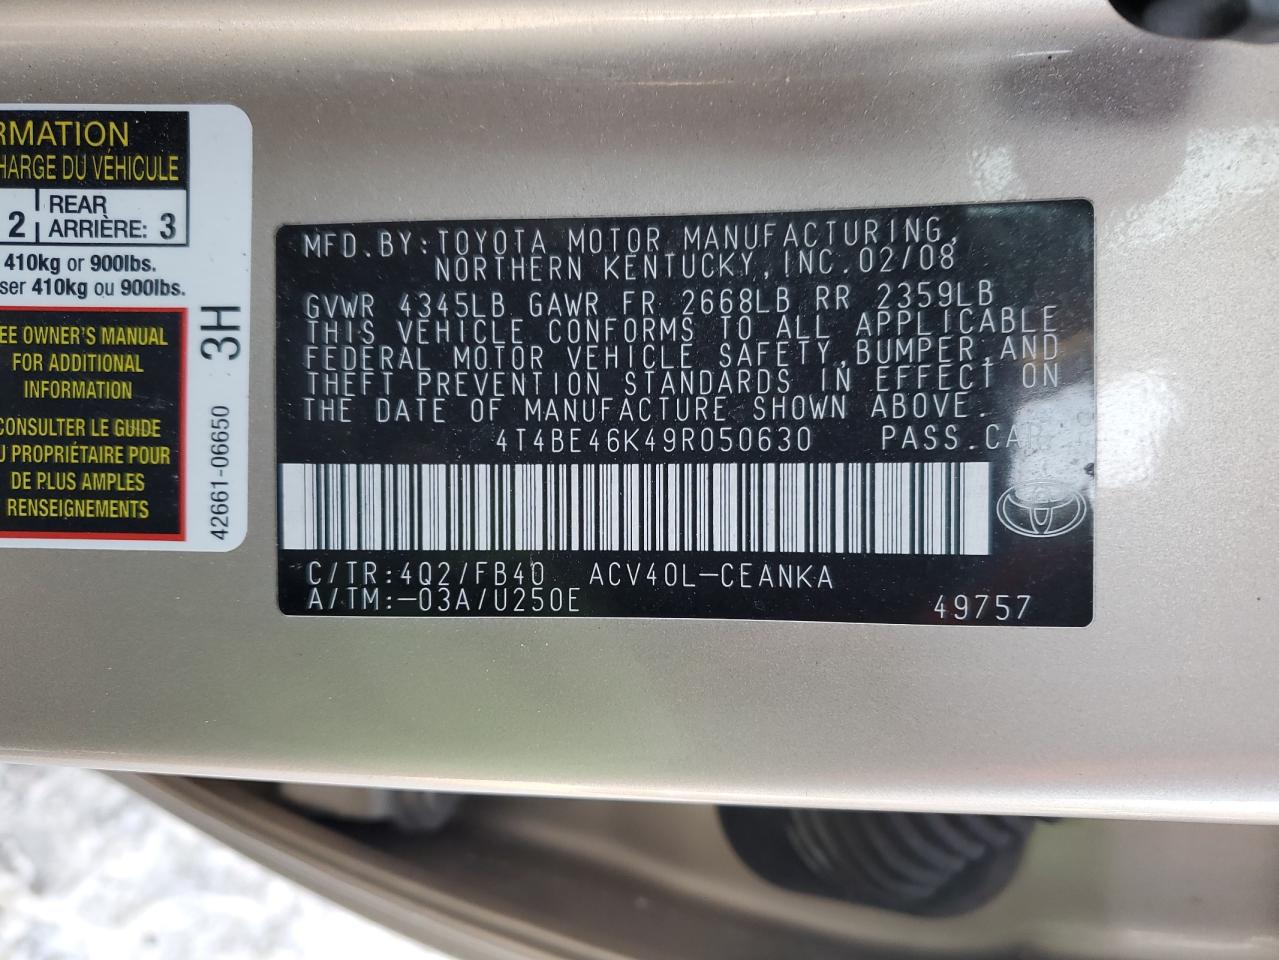 RMATION
HARGE DU VÉHICULE
2 REAR ARRIÈRE: 3
410kg or 900lbs.
ser 410kg ou 900lbs.
EE OWNER'S MANUAL
FOR ADDITIONAL
INFORMATION
CONSULTER LE GUIDE
U PROPRIÉTAIRE POUR
DE PLUS AMPLES
RENSEIGNEMENTS
3H
42661-06650
MFD.BY:TOYOTA MOTOR MANUFACTURING,
NORTHERN KENTUCKY,INC.02/08
GVWR 4345LB GAWR FR 2668LB RR 2359LB
THIS VEHICLE CONFORMS TO ALL APPLICABLE
FEDERAL MOTOR VEHICLE SAFETY,BUMPER,AND
THEFT PREVENTION STANDARDS IN EFFECT ON
THE DATE OF MANUFACTURE SHOWN ABOVE.
4T4BE46K49R050630 PASS.CAR
C/TR:4Q2/FB40 ACV40L-CEANKA
A/TM:-03A/U250E 49757